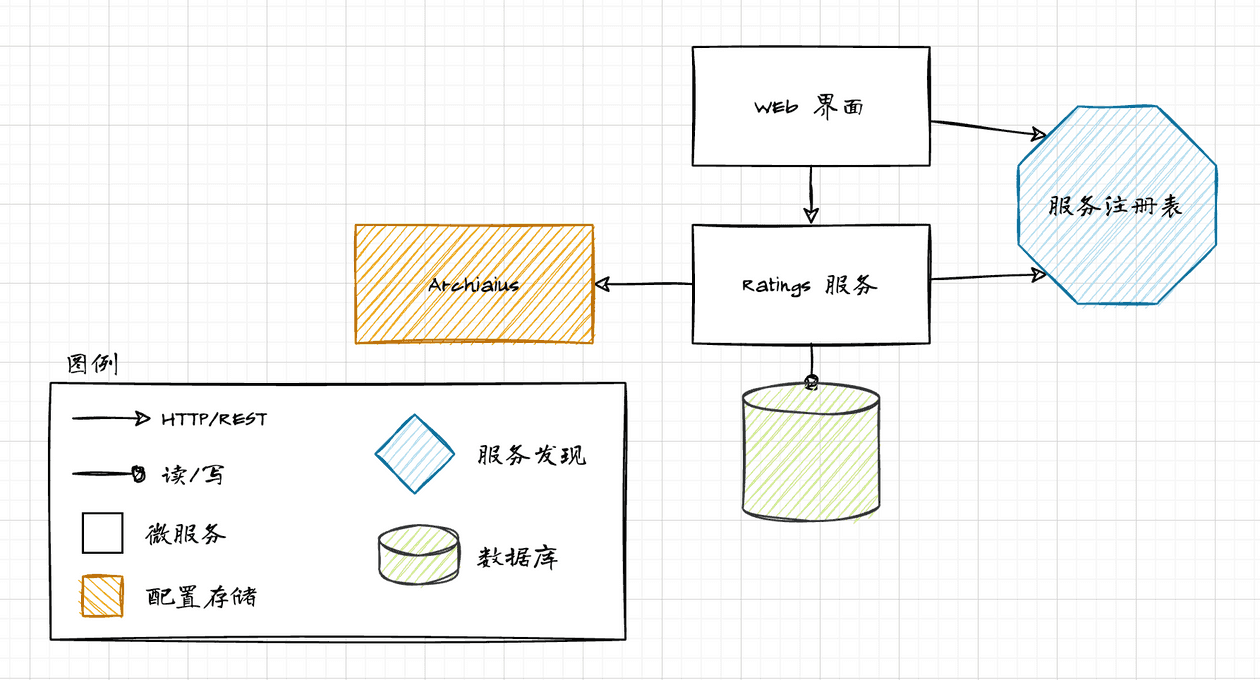 Web 界面
服务注册表
Archiaius
Ratings 服务
图例
HTTP/REST
读/写
微服务
配置存储
服务发现
数据库